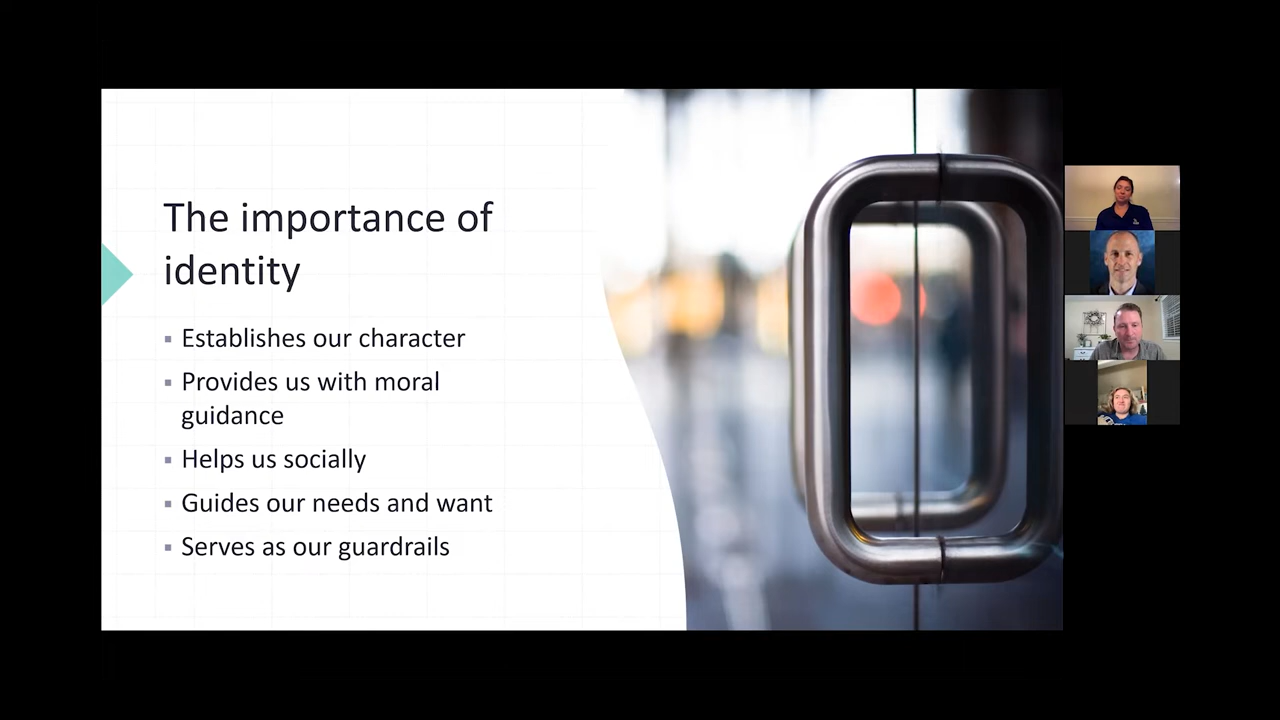 The importance of
identity
▪ Establishes our character
▪ Provides us with moral
guidance
▪ Helps us socially
▪ Guides our needs and want
▪ Serves as our guardrails